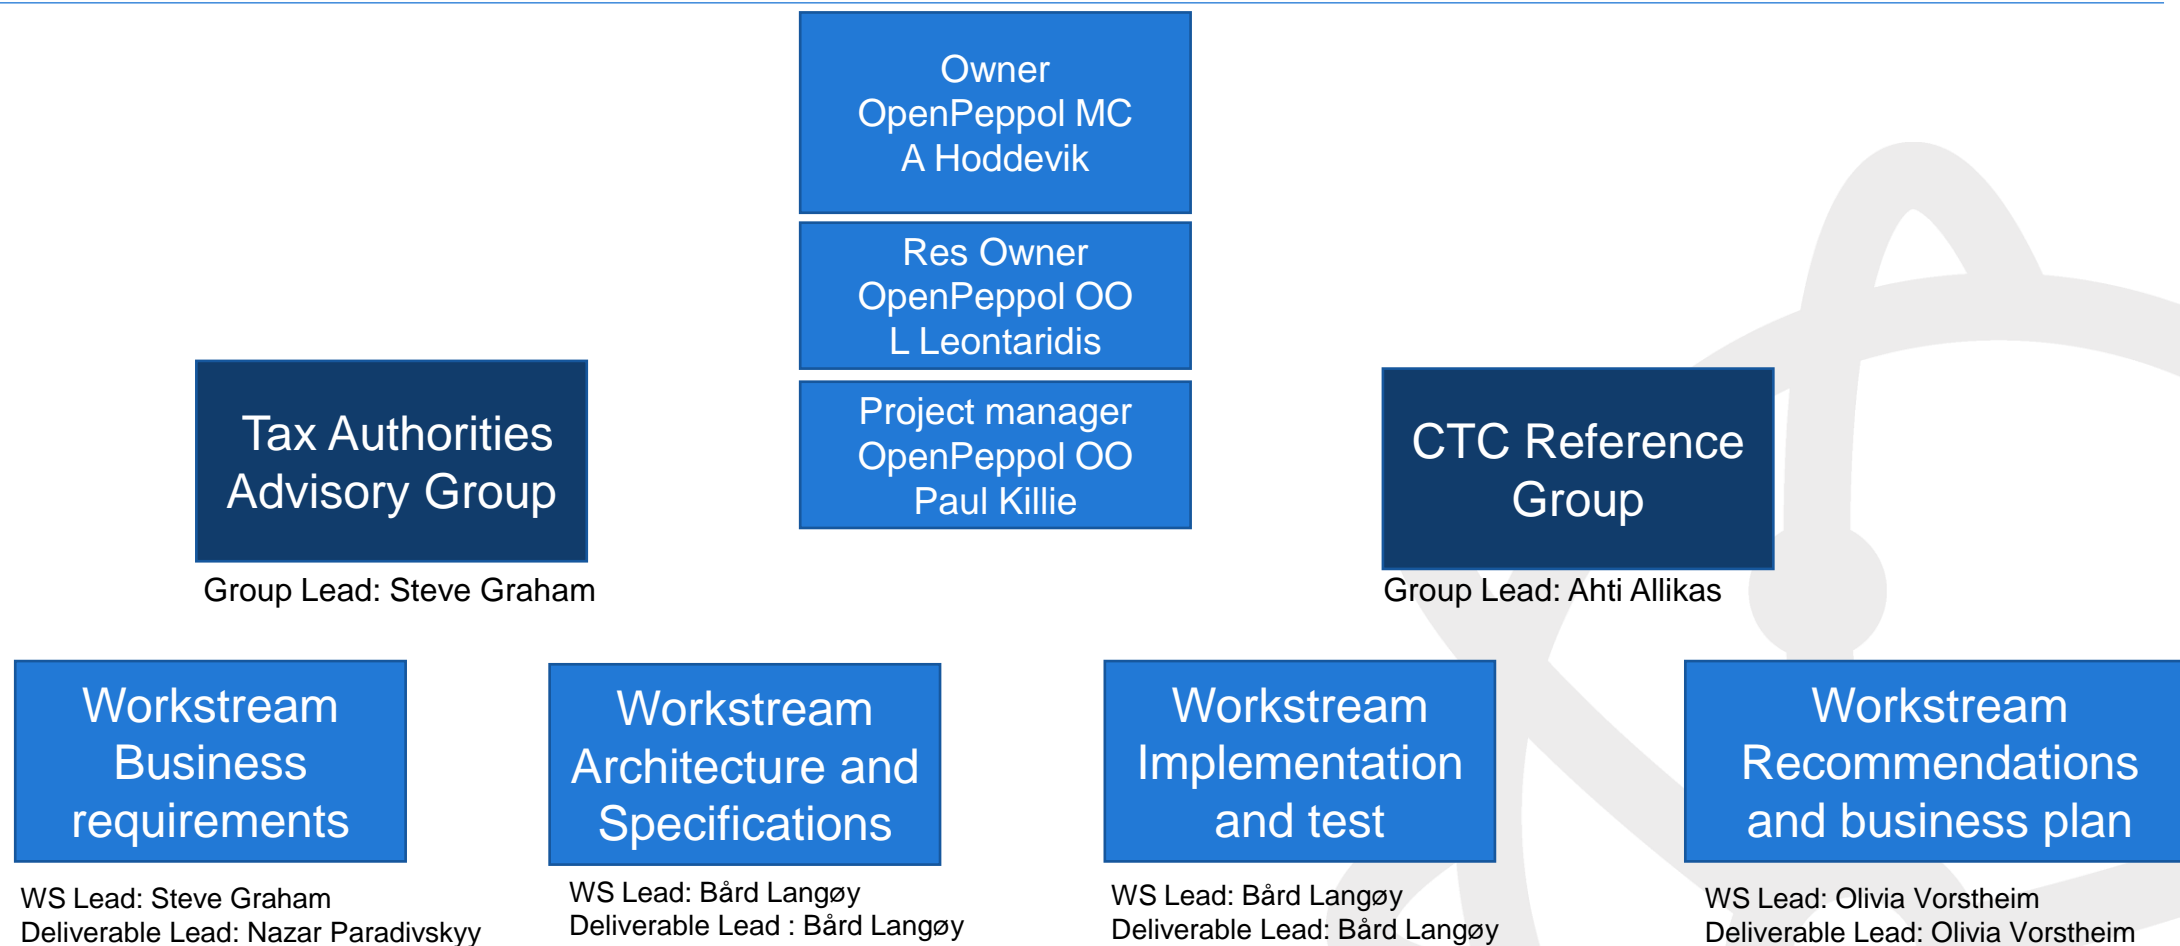 Owner
OpenPeppol MC
A Hoddevik
Res Owner
OpenPeppol OO
L Leontaridis
Project manager
OpenPeppol OO
Paul Killie
Tax Authorities
Advisory Group
Group Lead: Steve Graham
CTC Reference
Group
Group Lead: Ahti Allikas
Workstream
Business
requirements
WS Lead: Steve Graham
Deliverable Lead: Nazar Paradivskyy
Workstream
Architecture and
Specifications
WS Lead: Bård Langøy
Deliverable Lead : Bård Langøy
Workstream
Implementation
and test
WS Lead: Bård Langøy
Deliverable Lead: Bård Langøy
Workstream
Recommendations
and business plan
WS Lead: Olivia Vorstheim
Deliverable Lead: Olivia Vorstheim